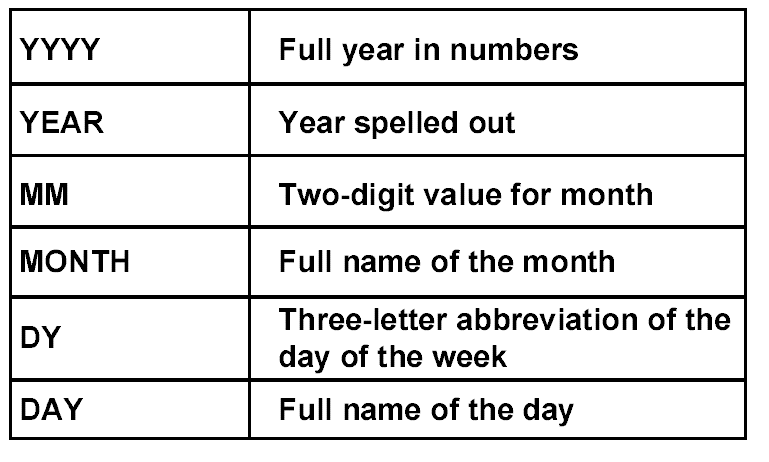 YYYY Full year in numbers
YEAR Year spelled out
MM Two-digit value for month
MONTH Full name of the month
DY Three-letter abbreviation of the
day of the week
DAY Full name of the day